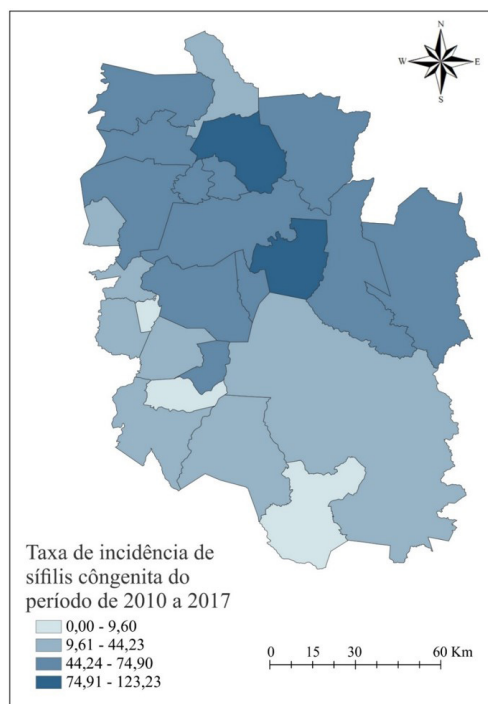 N
W E
S
Taxa de incidência de
sífilis côngenita do
período de 2010 a 2017
0,00 - 9,60
9,61 - 44,23
44,24 - 74,90
74,91 - 123,23
0 15 30 60 Km